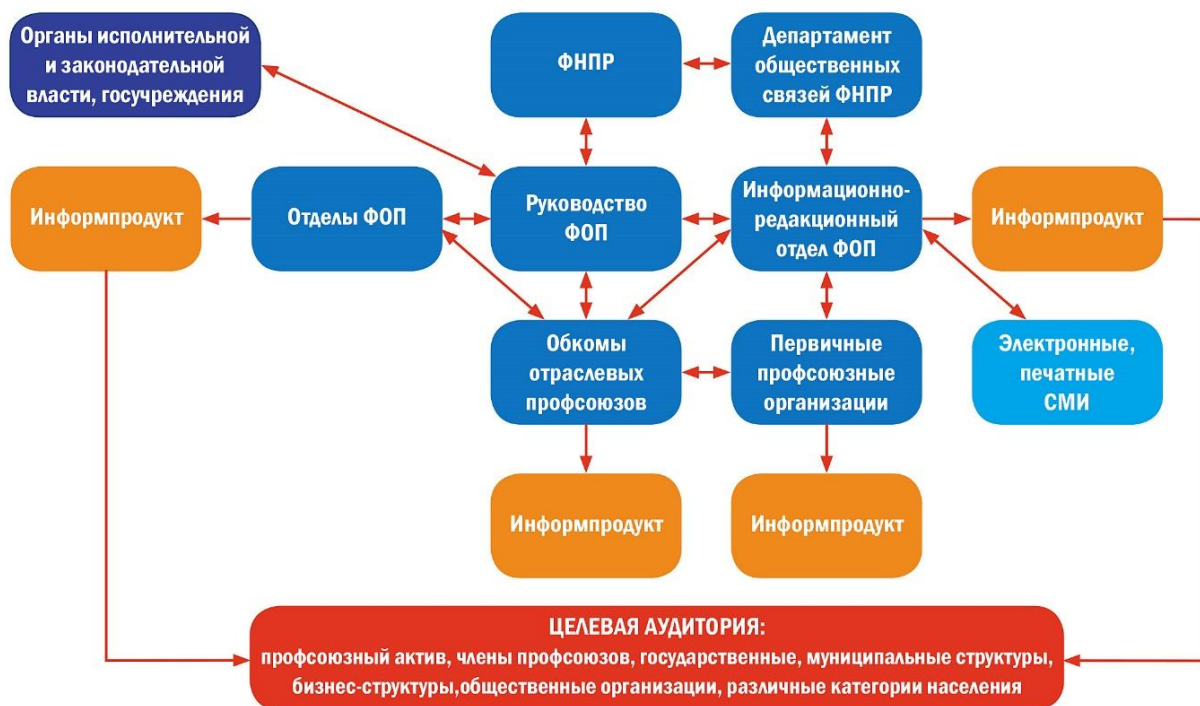 Органы исполнительной
и законодательной
власти, госучреждения
ФНПР
Департамент
общественных
связей ФНПР
Информпродукт
Отделы ФОП
Руководство
ФОП
Информационно-
редакционный
отдел ФОП
Информпродукт
Обкомы
отраслевых
профсоюзов
Первичные
профсоюзные
организации
Электронные,
печатные
СМИ
Информпродукт
Информпродукт
ЦЕЛЕВАЯ АУДИТОРИЯ:
профсоюзный актив, члены профсоюзов, государственные, муниципальные структуры,
бизнес-структуры,общественные организации, различные категории населения